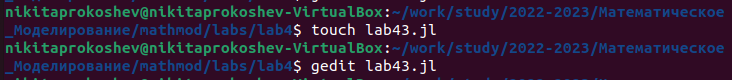 nikitaprokoshev@nikitaprokoshev-VirtualBox:~/work/study/2022-2023/Математическое
_Моделирование/mathmod/labs/lab4$ touch lab43.jl
nikitaprokoshev@nikitaprokoshev-VirtualBox:~/work/study/2022-2023/Математическое
_Моделирование/mathmod/labs/lab4$ gedit lab43.jl